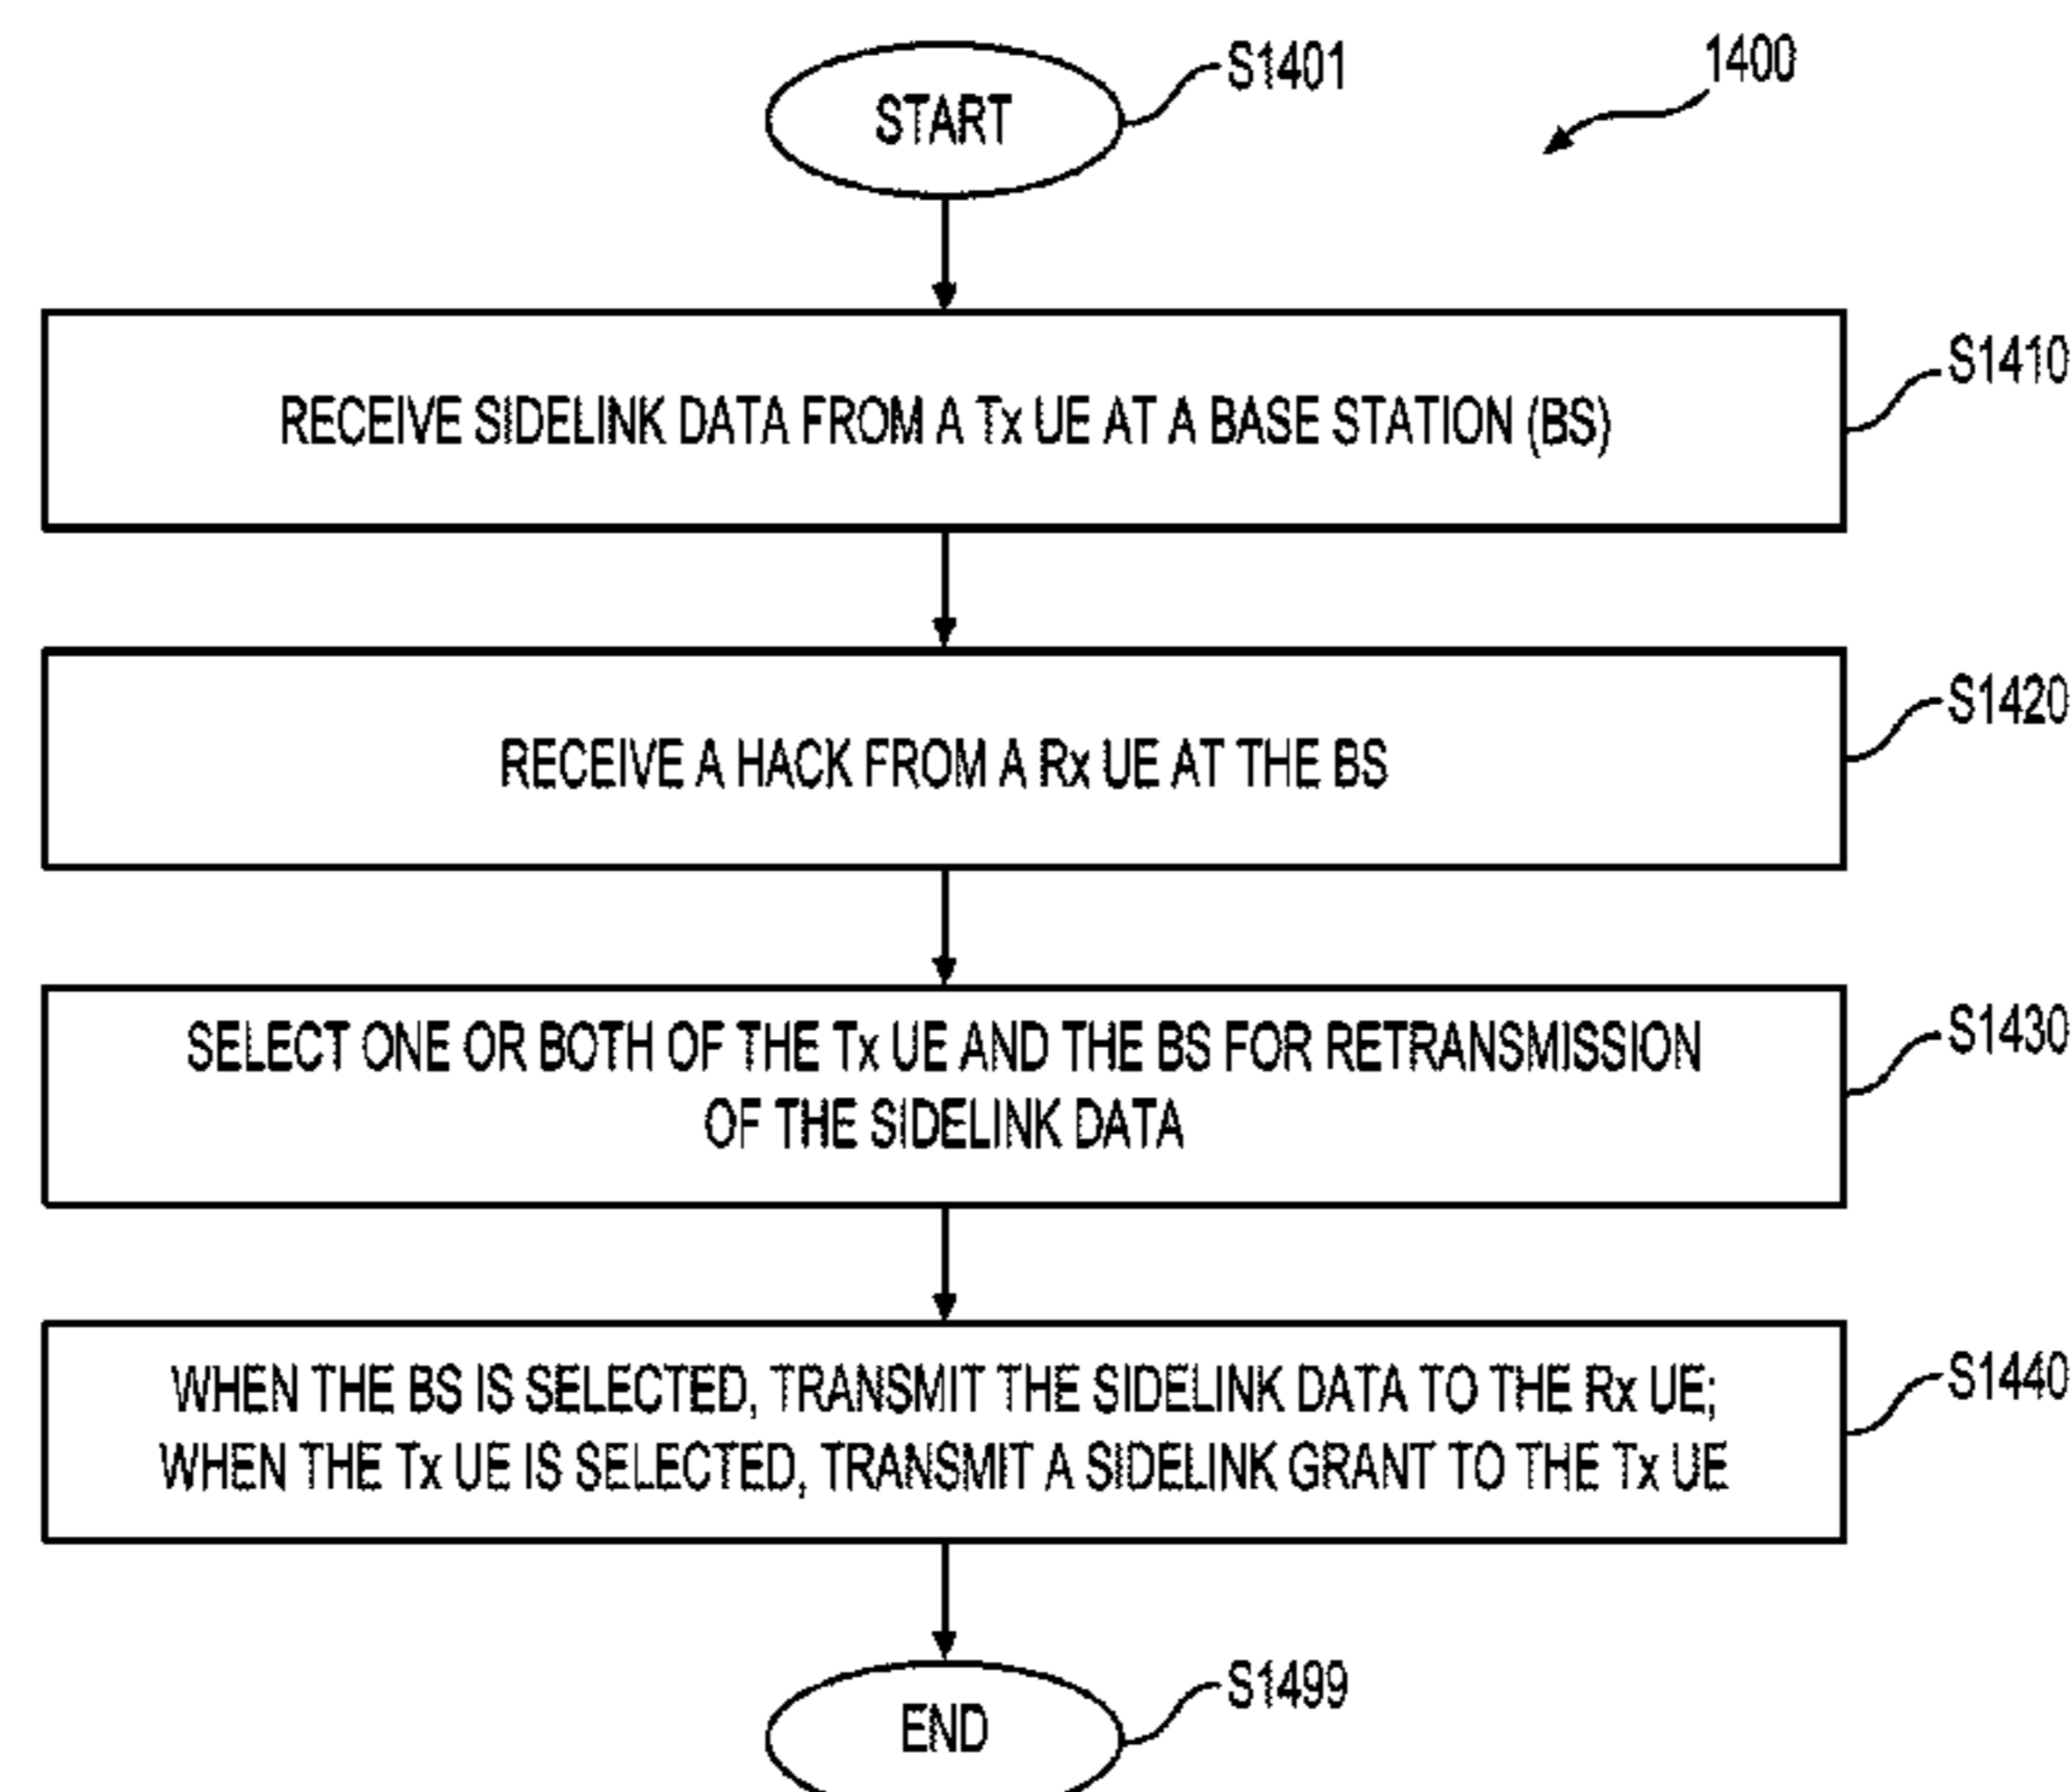 START
S1401
1400
RECEIVE SIDELINK DATA FROM A Tx UE AT A BASE STATION (BS)
S1410
RECEIVE A HACK FROM A Rx UE AT THE BS
S1420
SELECT ONE OR BOTH OF THE Tx UE AND THE BS FOR RETRANSMISSION
OF THE SIDELINK DATA
S1430
WHEN THE BS IS SELECTED, TRANSMIT THE SIDELINK DATA TO THE Rx UE;
WHEN THE Tx UE IS SELECTED, TRANSMIT A SIDELINK GRANT TO THE Tx UE
S1440
END
S1499